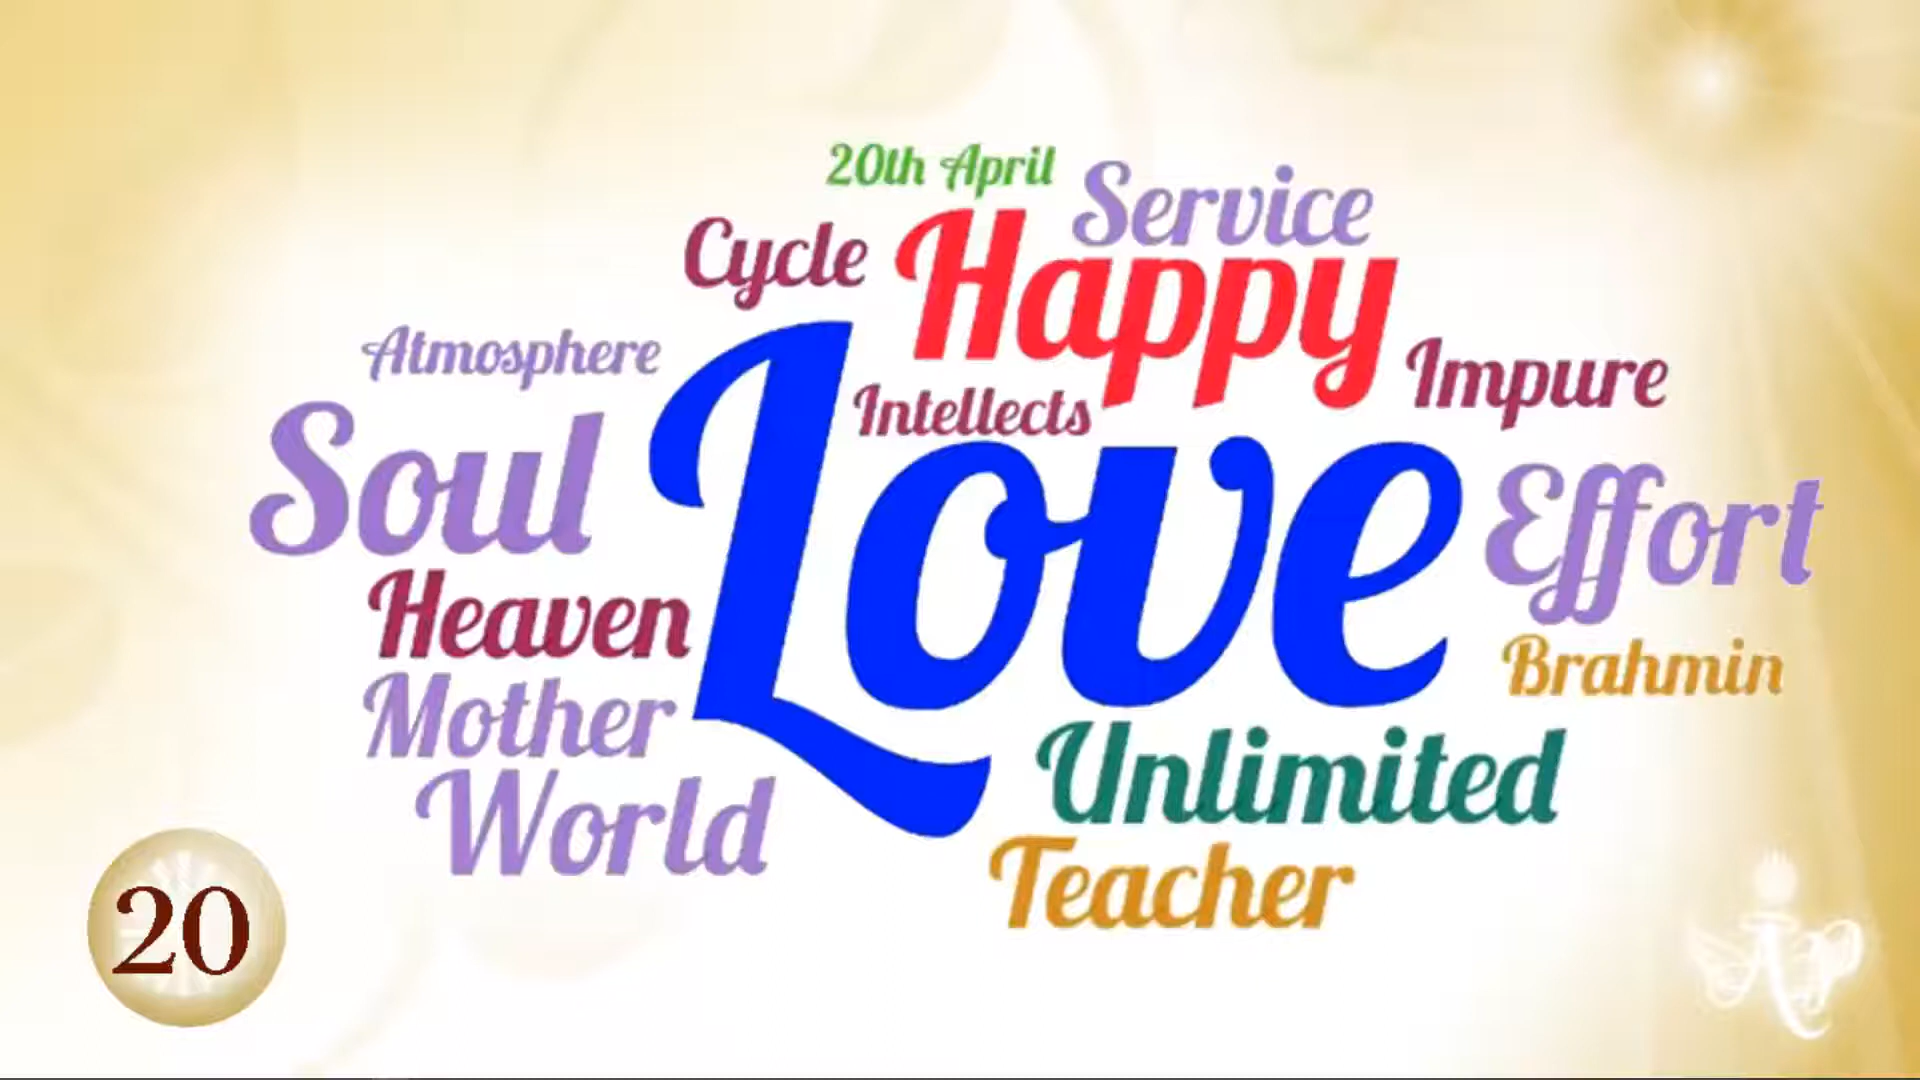 20th April
Service
Cycle
Happy
Atmosphere
Intellects
Impure
Soul
Love
Effort
Heaven
Brahmin
Mother
Unlimited
World
Teacher
20